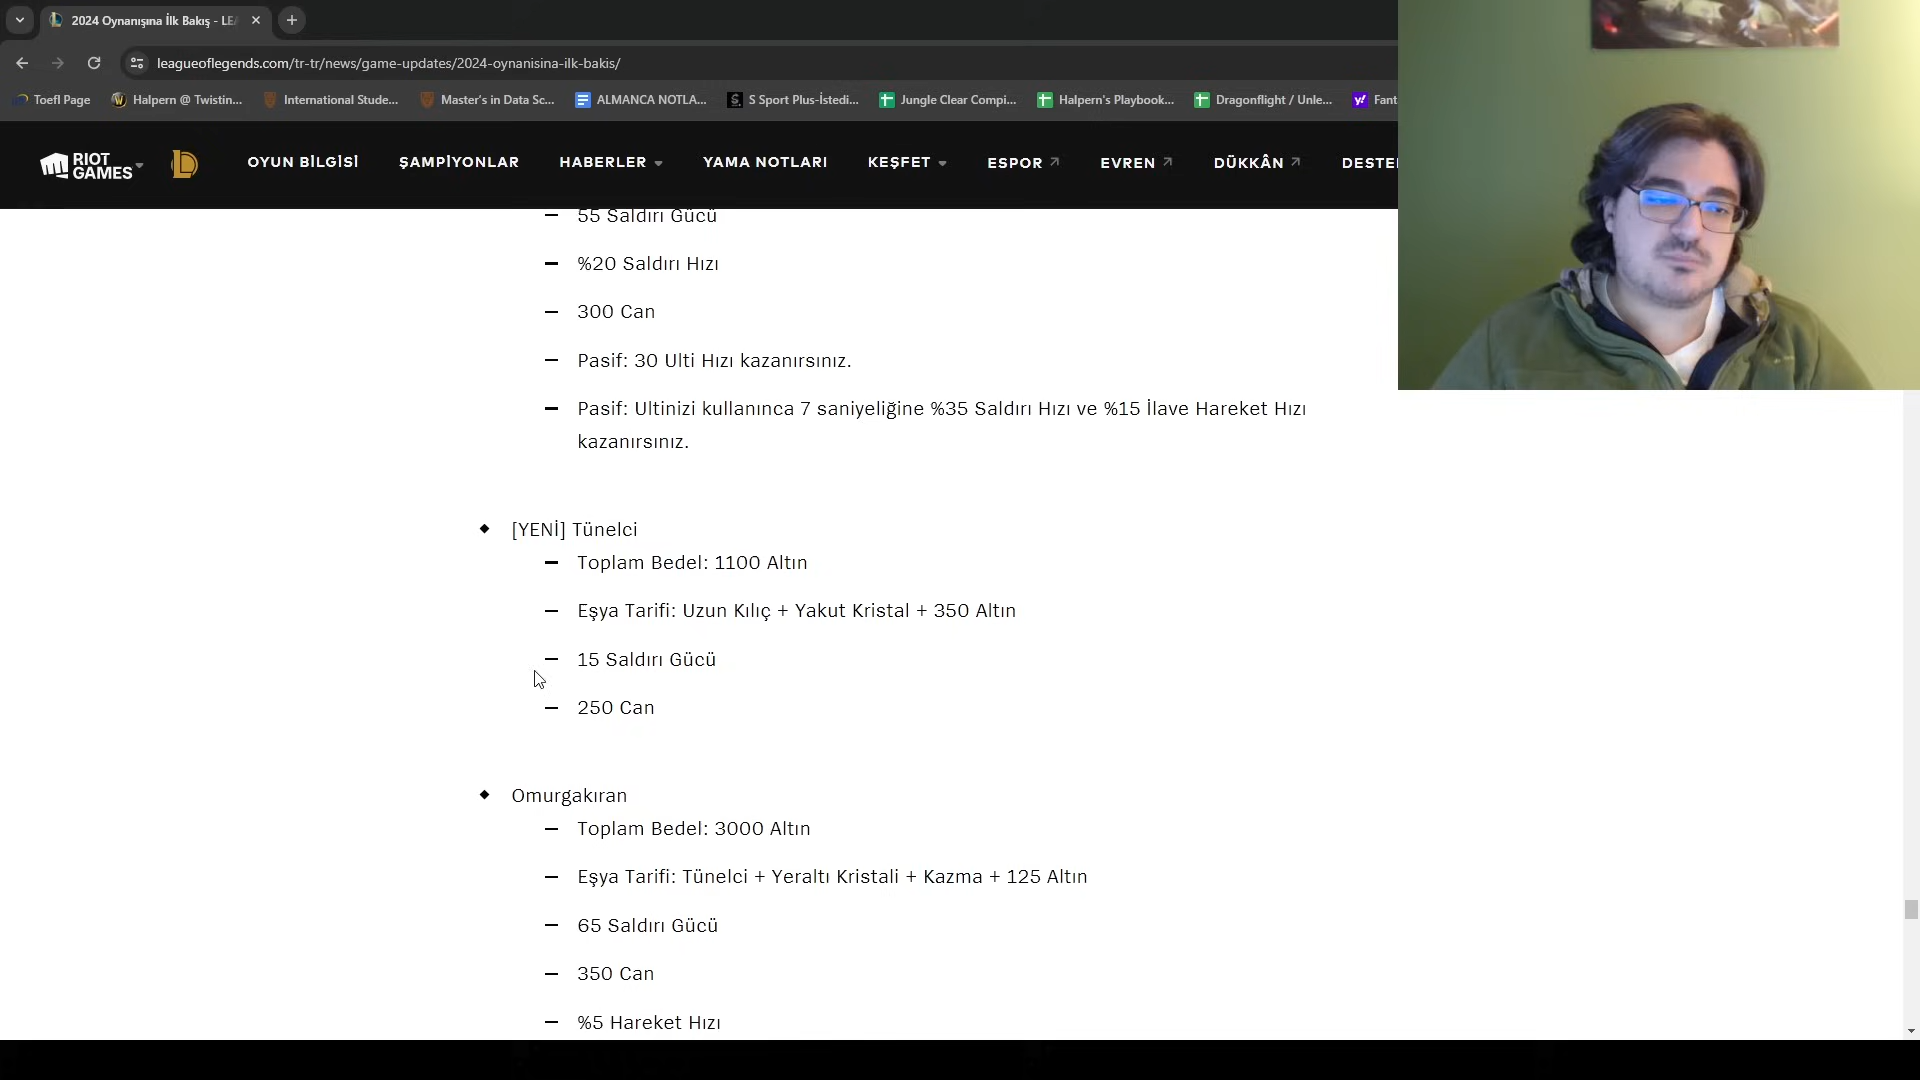 2024 Oynanışına İlk Bakış - LEA
leagueoflegends.com/tr-tr/news/game-updates/2024-oynanisina-ilk-bakis/
Toefl Page
Halpern @ Twistin...
International Stude...
Master's in Data Sc...
ALMANCA NOTLA...
S Sport Plus-İstedi...
Jungle Clear Compi...
Halpern's Playbook...
Dragonflight / Unle...
Fant
RIOT GAMES
OYUN BİLGİSİ
ŞAMPİYONLAR
HABERLER
YAMA NOTLARI
KEŞFET
ESPOR
EVREN
DÜKKÂN
DESTE
— 55 Saldırı Gücü
— %20 Saldırı Hızı
— 300 Can
— Pasif: 30 Ulti Hızı kazanırsınız.
— Pasif: Ultinizi kullanınca 7 saniyeliğine %35 Saldırı Hızı ve %15 İlave Hareket Hızı
kazanırsınız.
◆ [YENİ] Tünelci
— Toplam Bedel: 1100 Altın
— Eşya Tarifi: Uzun Kılıç + Yakut Kristal + 350 Altın
— 15 Saldırı Gücü
— 250 Can
◆ Omurgakıran
— Toplam Bedel: 3000 Altın
— Eşya Tarifi: Tünelci + Yeraltı Kristali + Kazma + 125 Altın
— 65 Saldırı Gücü
— 350 Can
— %5 Hareket Hızı